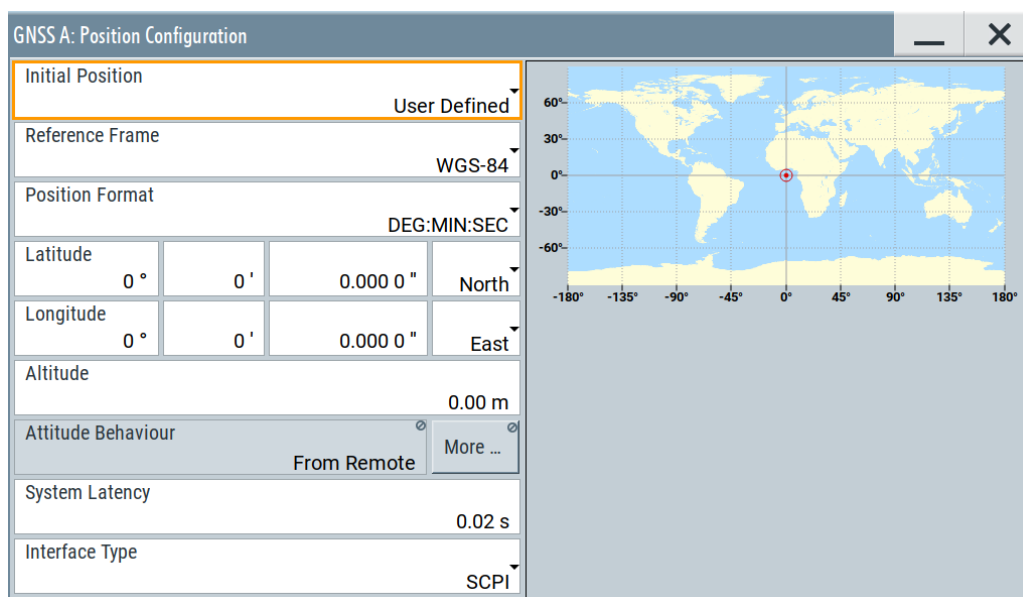 GNSS A: Position Configuration
Initial Position
User Defined
Reference Frame
WGS-84
Position Format
DEG:MIN:SEC
Latitude
0 ° 0 ' 0.000 0 " North
Longitude
0 ° 0 ' 0.000 0 " East
Altitude
0.00 m
Attitude Behaviour
From Remote More ...
System Latency
0.02 s
Interface Type
SCPI
60°
30°
0°
-30°
-60°
-180° -135° -90° -45° 0° 45° 90° 135° 180°